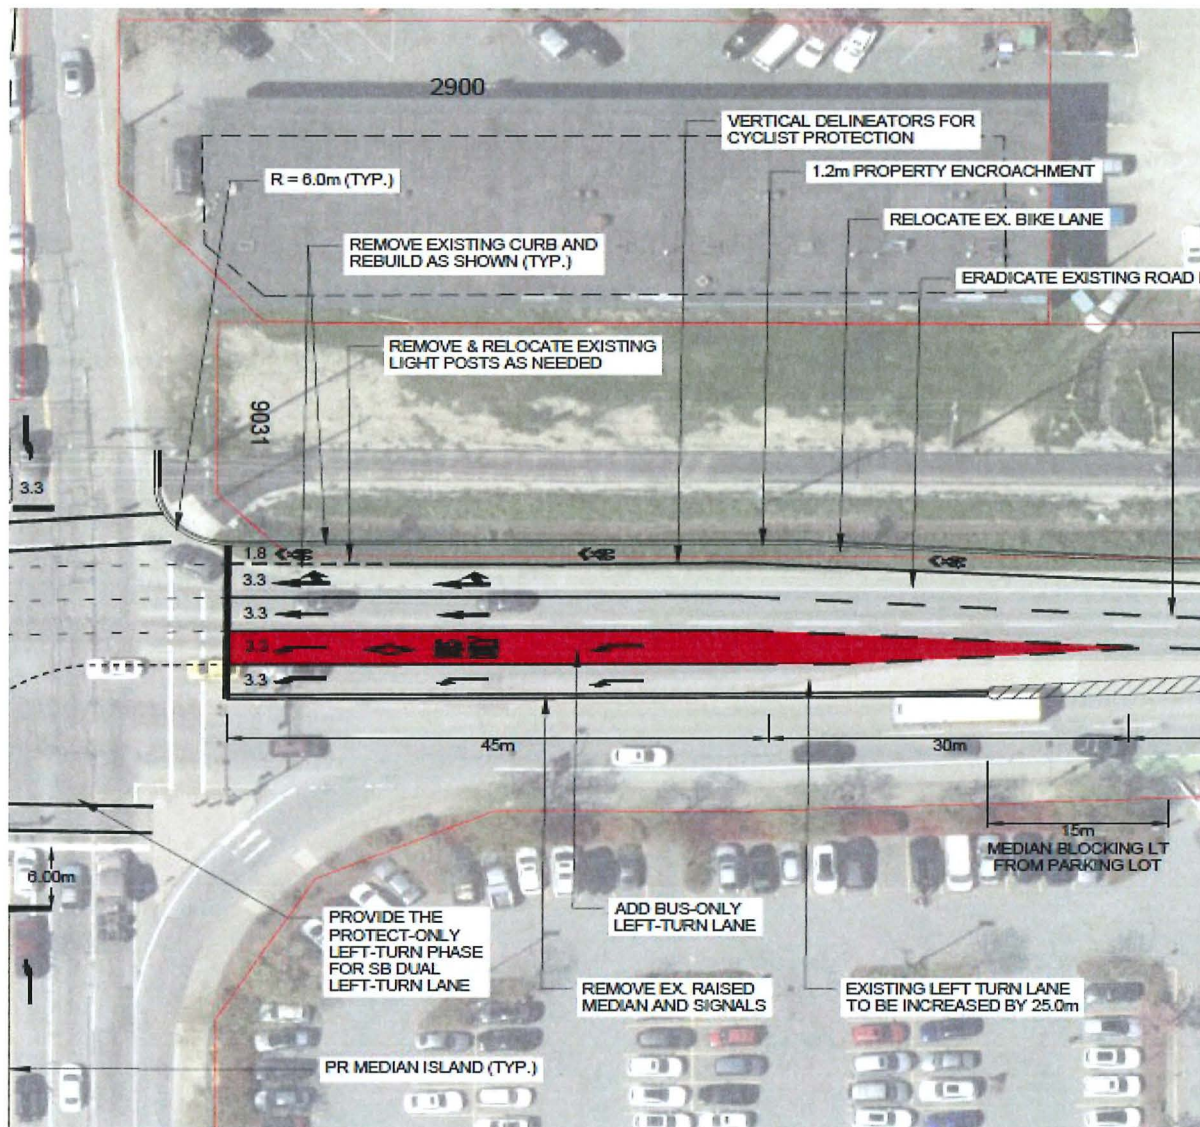 2900
VERTICAL DELINEATORS FOR
CYCLIST PROTECTION
1.2m PROPERTY ENCROACHMENT
R = 6.0m (TYP.)
RELOCATE EX. BIKE LANE
REMOVE EXISTING CURB AND
REBUILD AS SHOWN (TYP.)
ERADICATE EXISTING ROAD
REMOVE & RELOCATE EXISTING
LIGHT POSTS AS NEEDED
9031
3.3
1.8
3.3
3.3
3.3
3.3
45m
30m
15m
MEDIAN BLOCKING LT
FROM PARKING LOT
6.00m
PROVIDE THE
PROTECT-ONLY
LEFT-TURN PHASE
FOR SB DUAL
LEFT-TURN LANE
ADD BUS-ONLY
LEFT-TURN LANE
REMOVE EX. RAISED
MEDIAN AND SIGNALS
EXISTING LEFT TURN LANE
TO BE INCREASED BY 25.0m
PR MEDIAN ISLAND (TYP.)